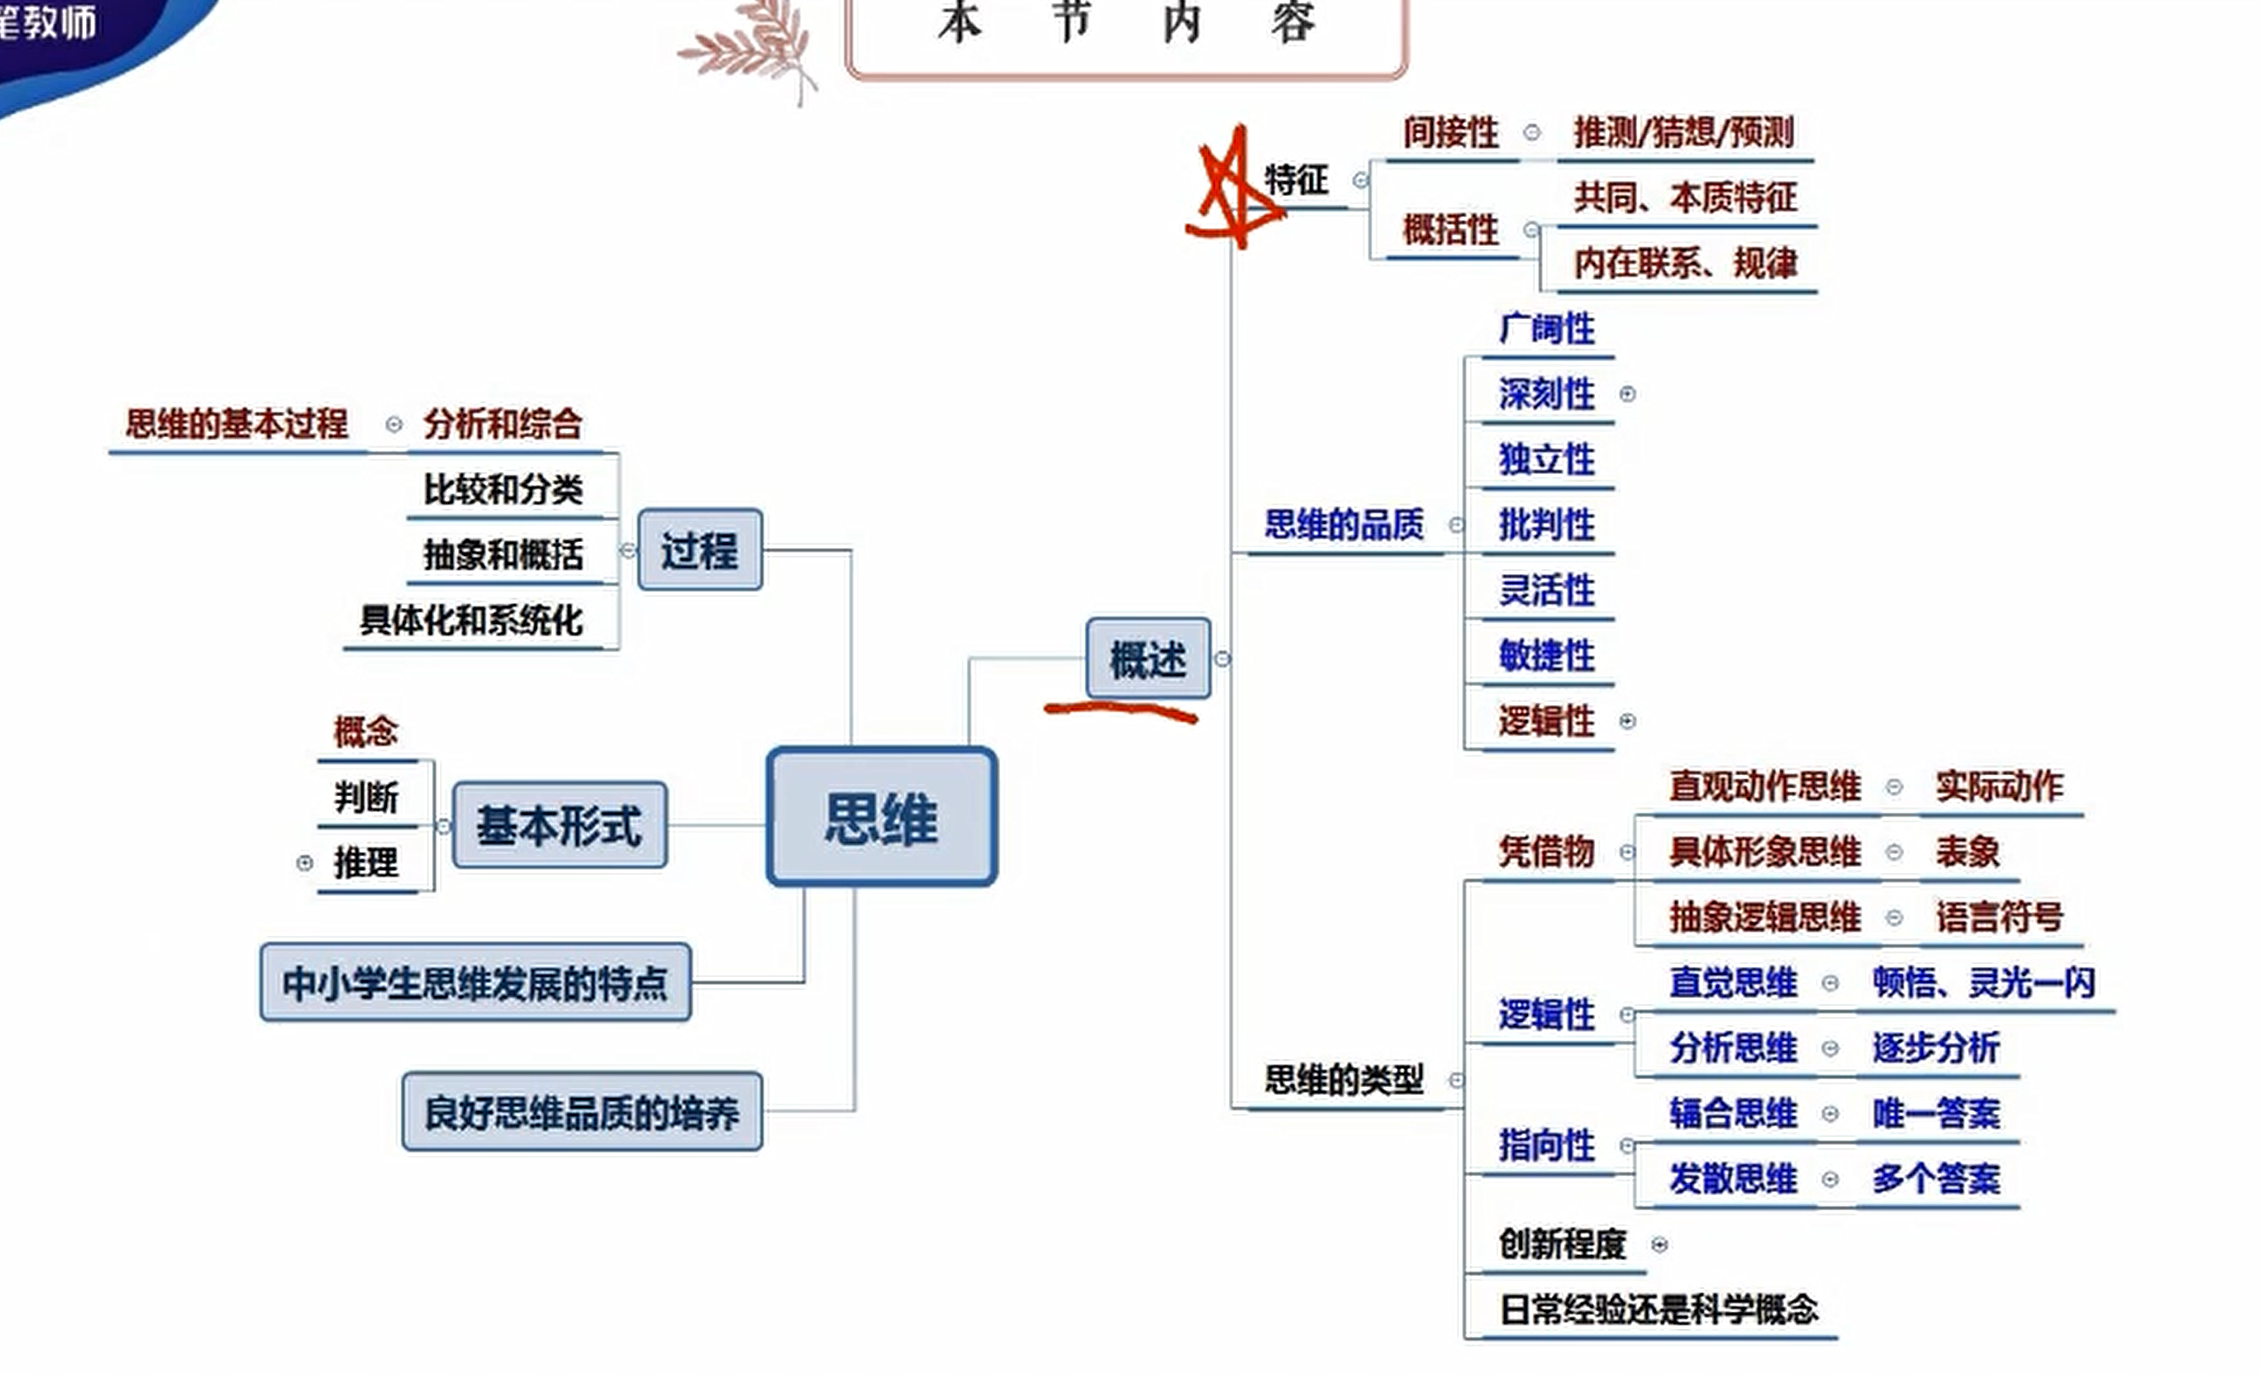 笔教师
本节内容
特征
间接性
推测/猜想/预测
概括性
共同、本质特征
内在联系、规律
思维的品质
广阔性
深刻性
独立性
批判性
灵活性
敏捷性
逻辑性
思维的类型
凭借物
直观动作思维
实际动作
具体形象思维
表象
抽象逻辑思维
语言符号
逻辑性
直觉思维
顿悟、灵光一闪
分析思维
逐步分析
指向性
辐合思维
唯一答案
发散思维
多个答案
创新程度
日常经验还是科学概念
概述
思维
过程
思维的基本过程
分析和综合
比较和分类
抽象和概括
具体化和系统化
基本形式
概念
判断
推理
中小学生思维发展的特点
良好思维品质的培养